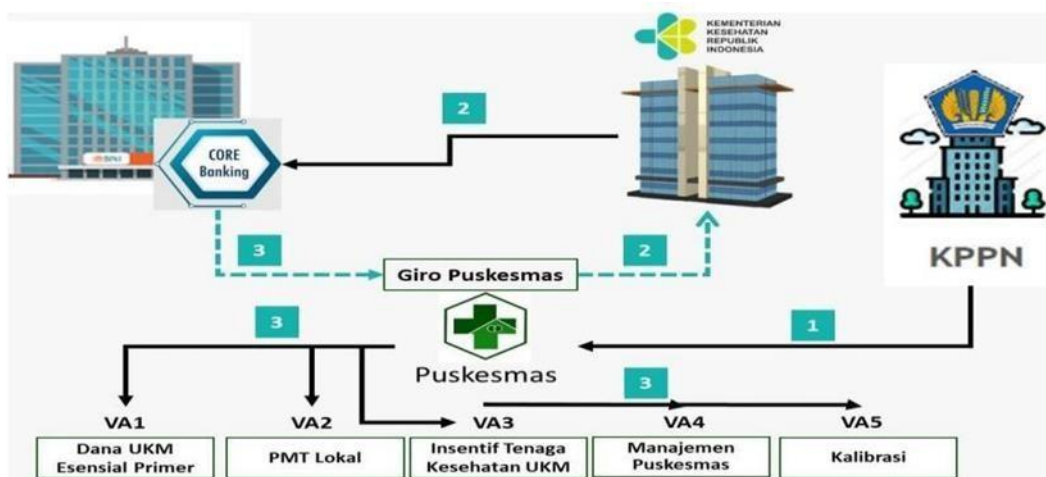 KEMENTERIAN
KESEHATAN
REPUBLIK
INDONESIA
2
CORE
Banking
BNI
3
Giro Puskesmas
2
KPPN
3
1
Puskesmas
3
VA1
VA2
VA3
VA4
VA5
Dana UKM
Esensial Primer
PMT Lokal
Insentif Tenaga
Kesehatan UKM
Manajemen
Puskesmas
Kalibrasi